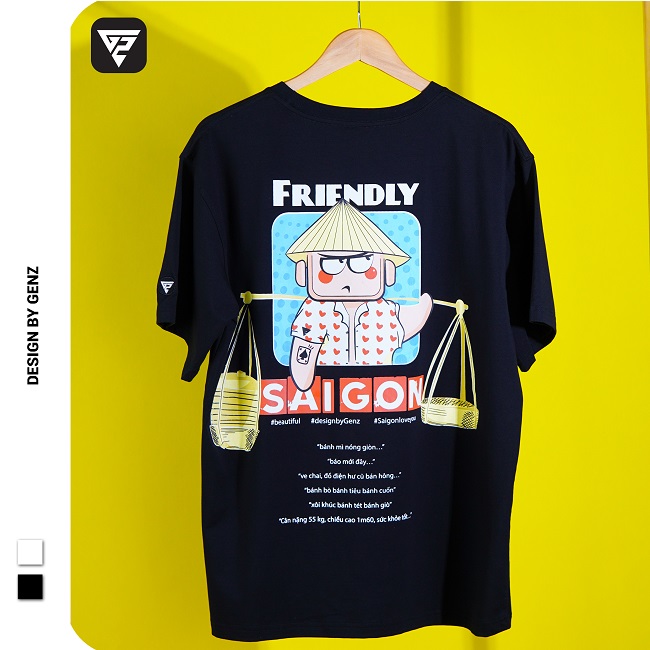 GZ
DESIGN BY GENZ
FRIENDLY
SAIGON
#beautiful #designbyGenz #Saigonloveyou
“bánh mì nóng giòn...”
“báo mới đây...”
“ve chai, đồ điện hư cũ bán hông...”
“bánh bò bánh tiêu bánh cuốn”
“xôi khúc bánh tét bánh giò”
“Cân nặng 55 kg, chiều cao 1m60, sức khỏe tốt...”